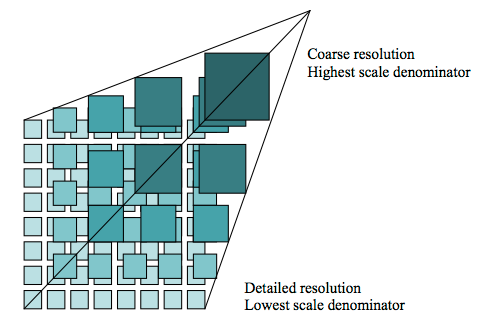 Coarse resolution
Highest scale denominator
Detailed resolution
Lowest scale denominator